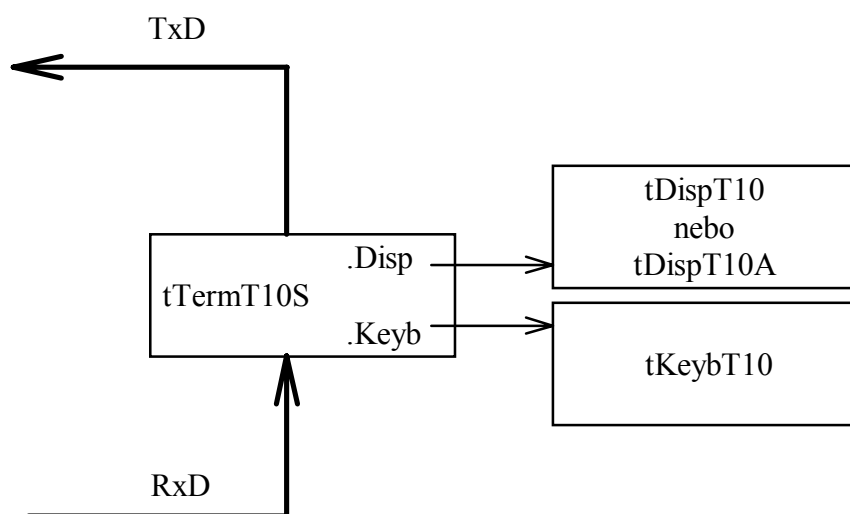 TxD
tDispT10
nebo
tDispT10A
.Disp
tTermT10S
.Keyb
tKeybT10
RxD